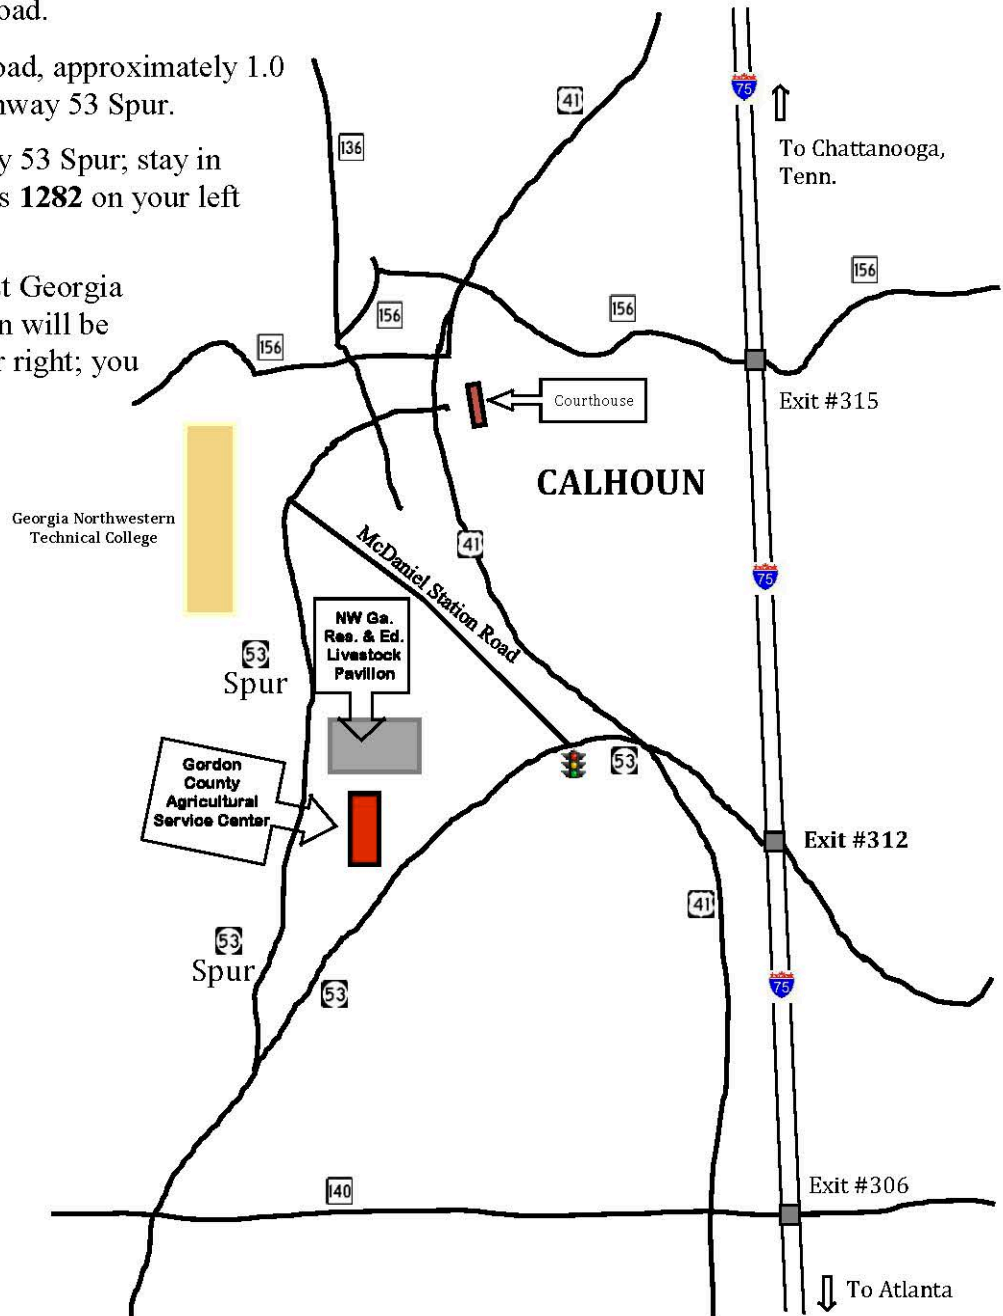 oad.
oad, approximately 1.0
hway 53 Spur.
y 53 Spur; stay in
s 1282 on your left
t Georgia
n will be
r right; you
41
75
136
To Chattanooga,
Tenn.
156
156
156
156
Exit #315
Courthouse
CALHOUN
Georgia Northwestern
Technical College
41
McDaniel Station Road
75
NW Ga.
Res. & Ed.
Livestock
Pavilion
53
Spur
53
Gordon
County
Agricultural
Service Center
Exit #312
41
53
Spur
53
75
140
Exit #306
To Atlanta